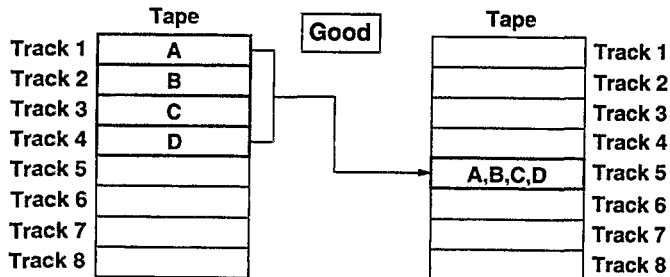 Tape
Good
Tape
Track 1 A Track 1
Track 2 B Track 2
Track 3 C Track 3
Track 4 D Track 4
Track 5 A,B,C,D Track 5
Track 6 Track 6
Track 7 Track 7
Track 8 Track 8